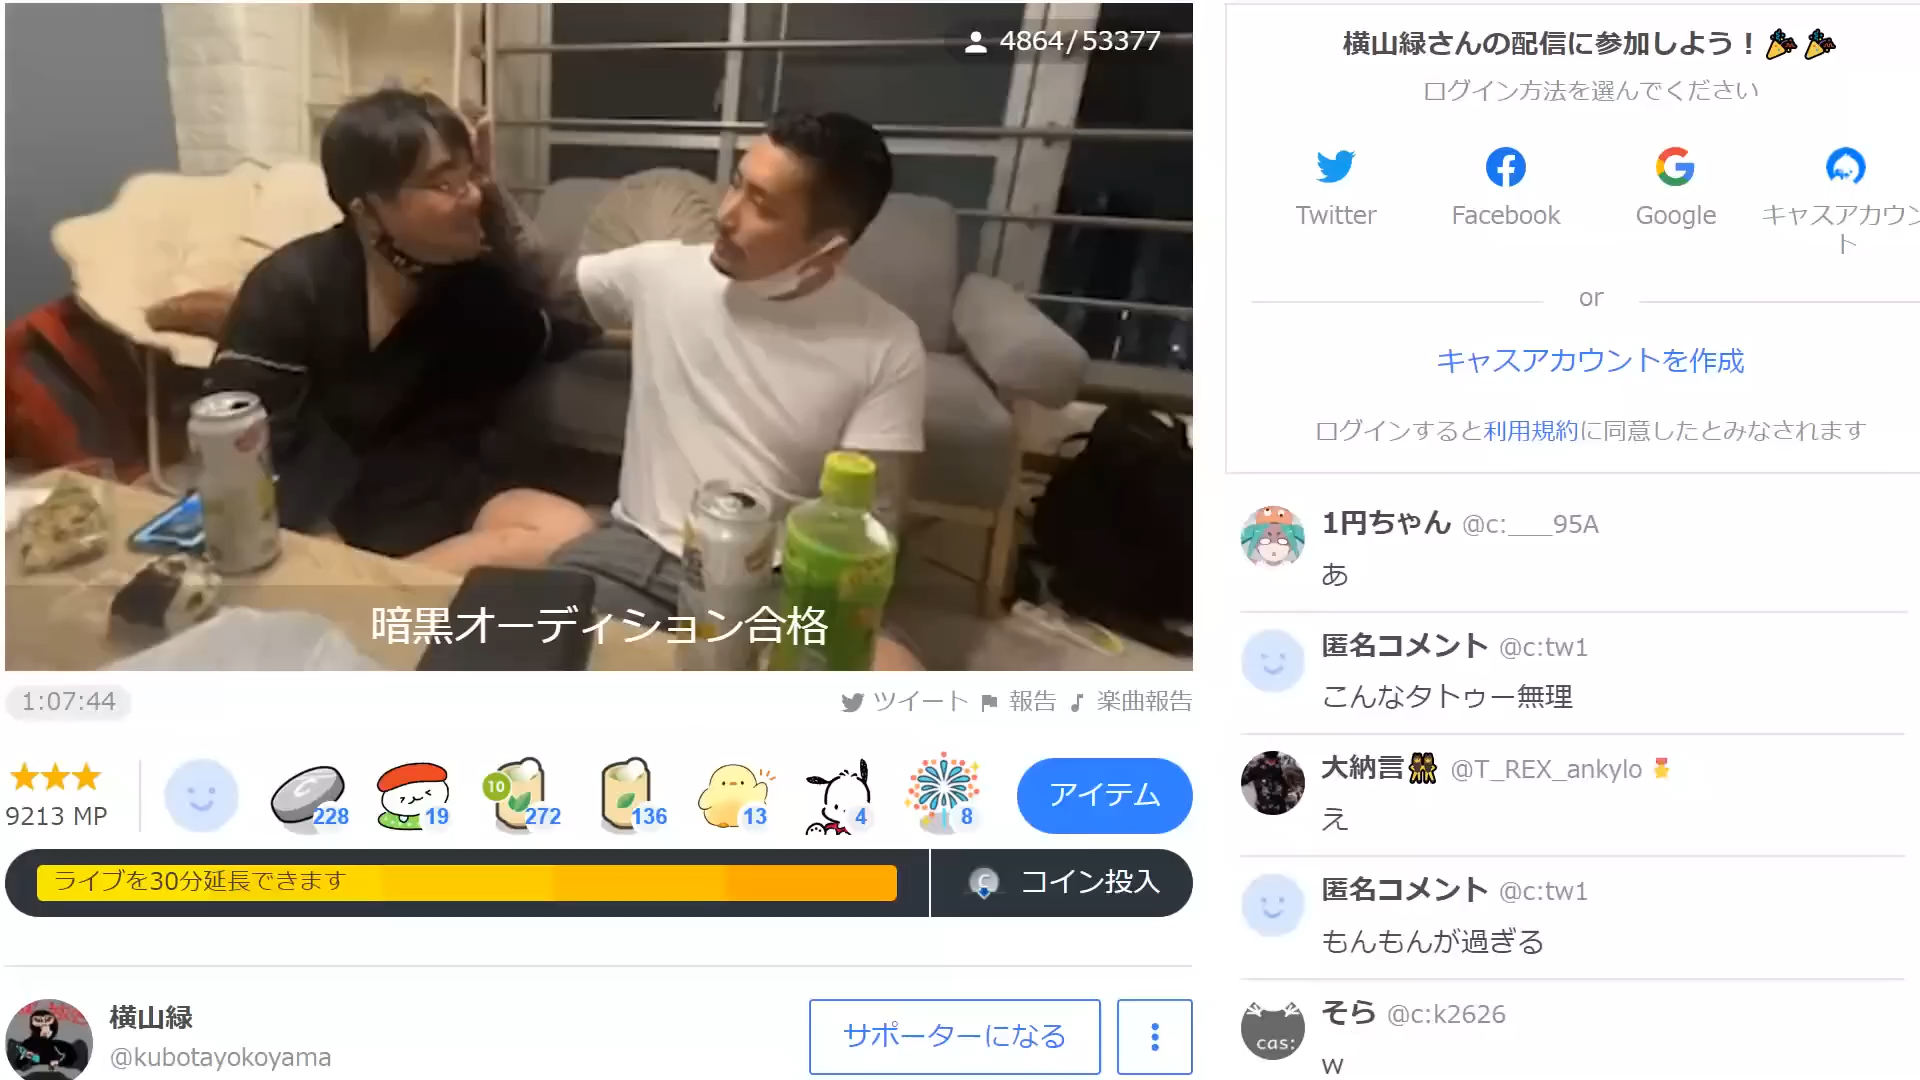 4864/53377
暗黒オーディション合格
1:07:44
ツイート 報告 楽曲報告
9213 MP
228
19
10
272
136
13
4
8
アイテム
ライブを30分延長できます
コイン投入
横山緑
@kubotayokoyama
サポーターになる
横山緑さんの配信に参加しよう！
ログイン方法を選んでください
Twitter
Facebook
Google
キャスアカウン
ト
or
キャスアカウントを作成
ログインすると利用規約に同意したとみなされます
1円ちゃん @c:___95A
あ
匿名コメント @c:tw1
こんなタトゥー無理
大納言 @T_REX_ankylo
え
匿名コメント @c:tw1
もんもんが過ぎる
そら @c:k2626
cas:
w